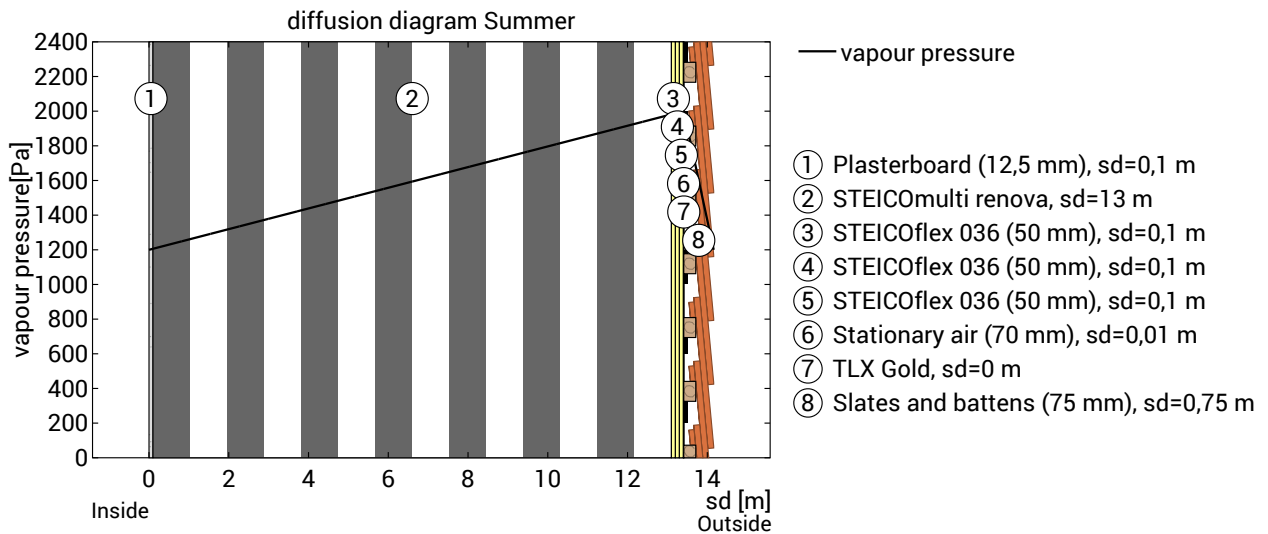 diffusion diagram Summer
2400
2200
2000
1800
1600
1400
1200
1000
800
600
400
200
0
vapour pressure[Pa]
0 2 4 6 8 10 12 14
sd [m]
Inside
Outside
1
2
3
4
5
6
7
8
vapour pressure
1 Plasterboard (12,5 mm), sd=0,1 m
2 STEICOmulti renova, sd=13 m
3 STEICOflex 036 (50 mm), sd=0,1 m
4 STEICOflex 036 (50 mm), sd=0,1 m
5 STEICOflex 036 (50 mm), sd=0,1 m
6 Stationary air (70 mm), sd=0,01 m
7 TLX Gold, sd=0 m
8 Slates and battens (75 mm), sd=0,75 m